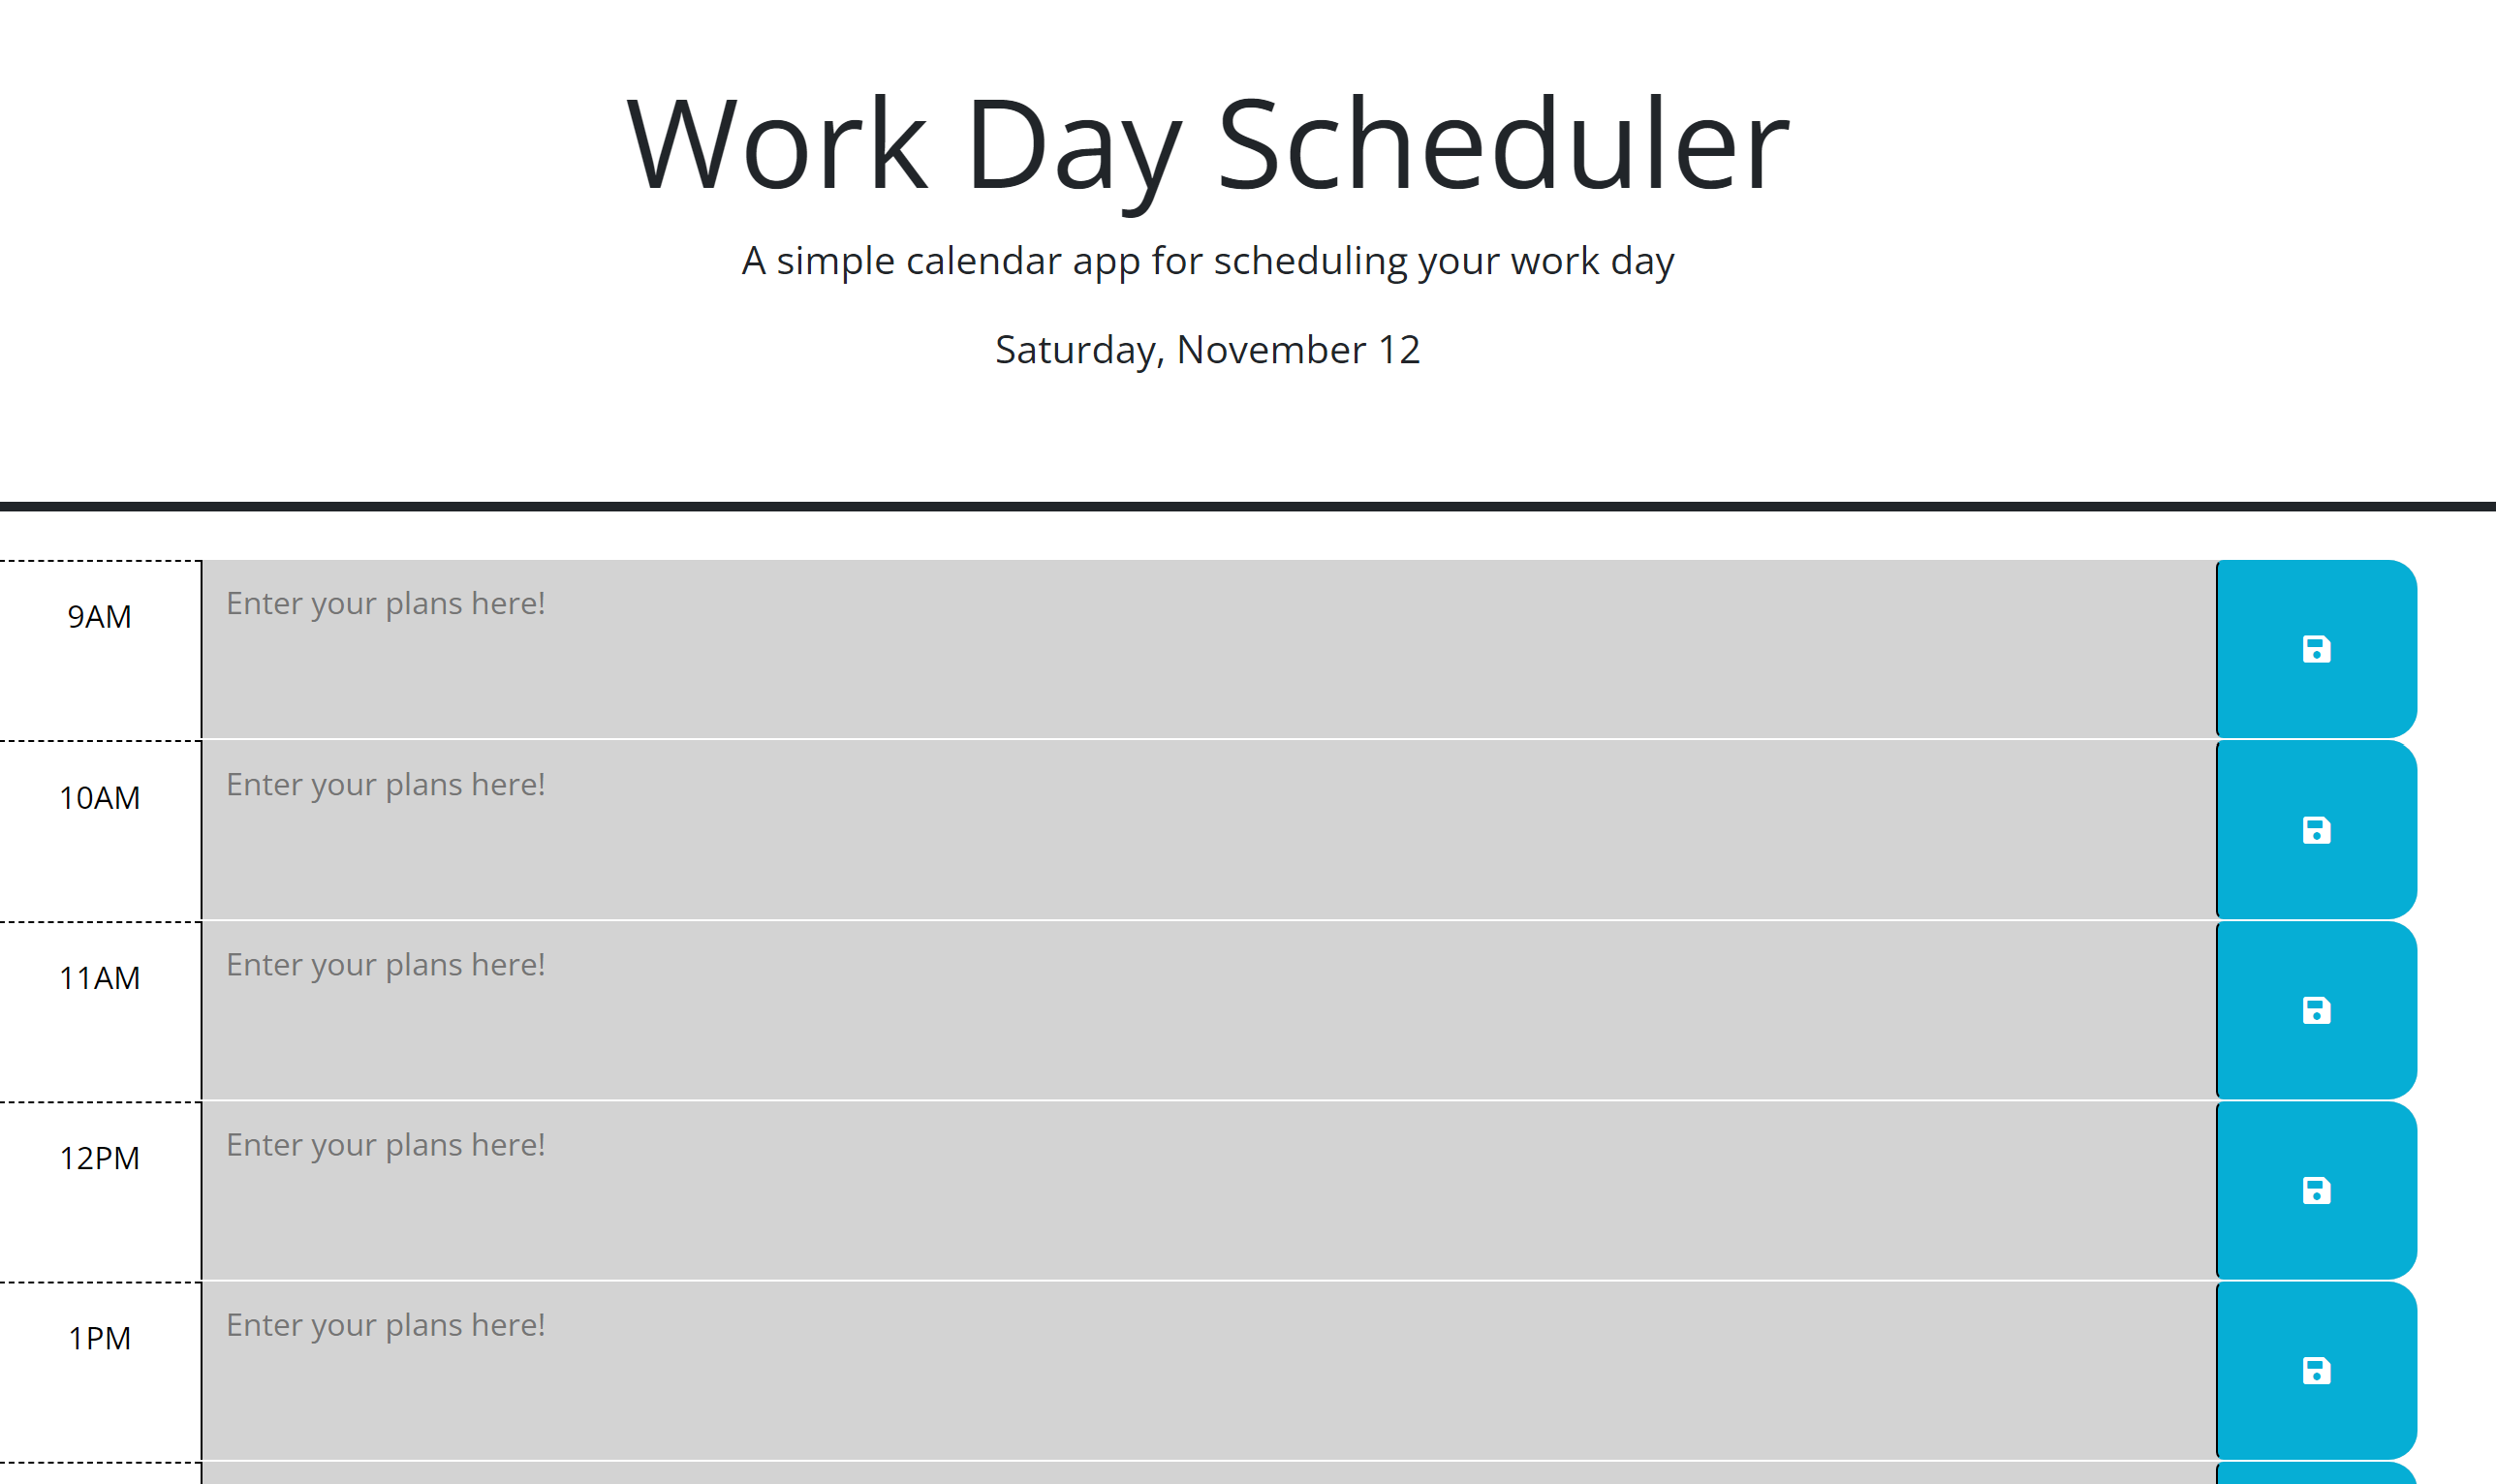 Work Day Scheduler
A simple calendar app for scheduling your work day
Saturday, November 12
9AM
Enter your plans here!
10AM
Enter your plans here!
11AM
Enter your plans here!
12PM
Enter your plans here!
1PM
Enter your plans here!